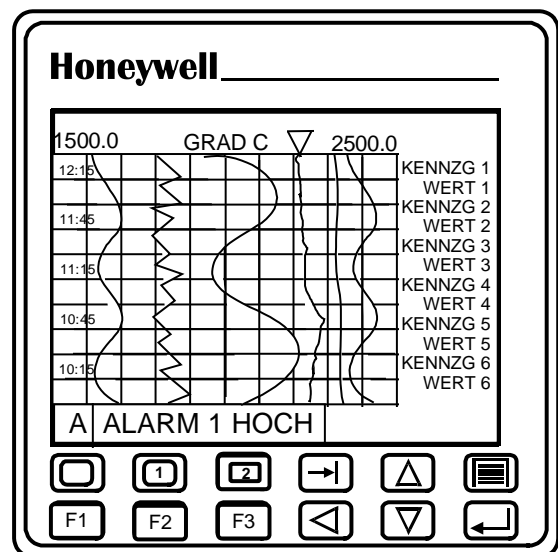 Honeywell
1500.0 GRAD C 2500.0
12:15
11:45
11:15
10:45
10:15
KENNZG 1
WERT 1
KENNZG 2
WERT 2
KENNZG 3
WERT 3
KENNZG 4
WERT 4
KENNZG 5
WERT 5
KENNZG 6
WERT 6
A ALARM 1 HOCH
1 2
F1 F2 F3